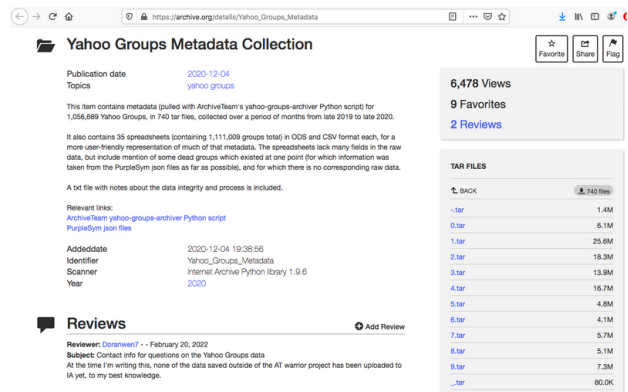 https://archive.org/details/Yahoo_Groups_Metadata
Yahoo Groups Metadata Collection
Favorite
Share
Flag
Publication date 2020-12-04
Topics yahoo groups
This item contains metadata (pulled with ArchiveTeam's yahoo-groups-archiver Python script) for
1,056,689 Yahoo Groups, in 740 tar files, collected over a period of months from late 2019 to late 2020.
It also contains 35 spreadsheets (containing 1,111,009 groups total) in ODS and CSV format each, for a
more user-friendly representation of much of that metadata. The spreadsheets lack many fields in the raw
data, but include mention of some dead groups which existed at one point (for which information was
taken from the PurpleSym json files as far as possible), and for which there is no corresponding raw data.
A txt file with notes about the data integrity and process is included.
Relevant links:
ArchiveTeam yahoo-groups-archiver Python script
PurpleSym json files
Addeddate 2020-12-04 19:38:56
Identifier Yahoo_Groups_Metadata
Scanner Internet Archive Python library 1.9.6
Year 2020
Reviews
Add Review
Reviewer: Doranwen7 - - February 20, 2022
Subject: Contact info for questions on the Yahoo Groups data
At the time I'm writing this, none of the data saved outside of the AT warrior project has been uploaded to
IA yet, to my best knowledge.
6,478 Views
9 Favorites
2 Reviews
TAR FILES
BACK 740 files
-.tar 1.4M
0.tar 6.1M
1.tar 25.6M
2.tar 18.3M
3.tar 13.9M
4.tar 16.7M
5.tar 4.8M
6.tar 4.1M
7.tar 5.7M
8.tar 5.1M
9.tar 7.3M
_.tar 80.0K